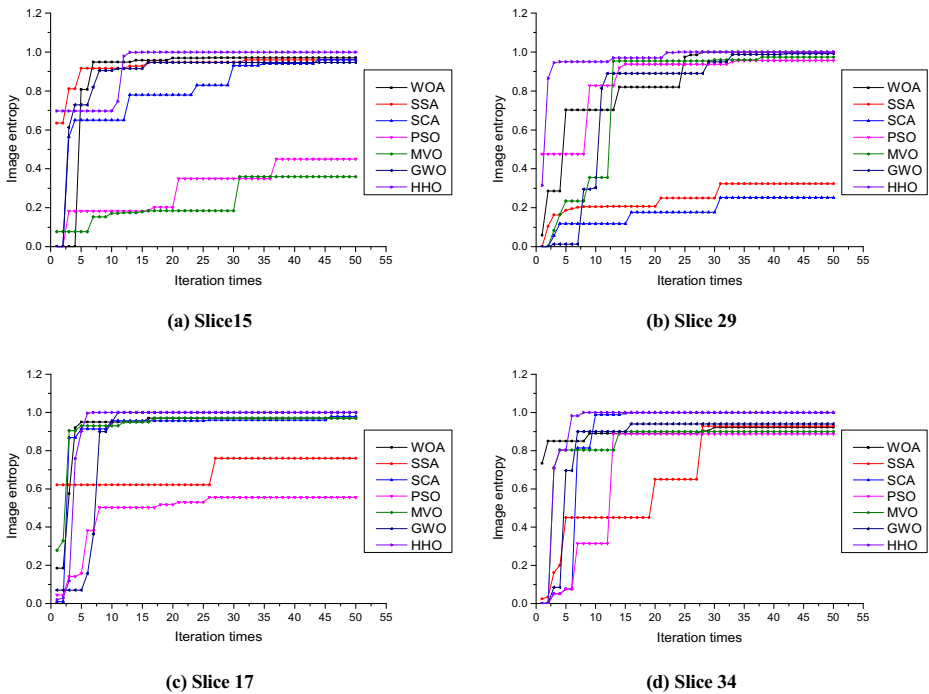 1.2
1.0
0.8
0.6
0.4
0.2
0.0
Image entropy
0 5 10 15 20 25 30 35 40 45 50 55
Iteration times
WOA
SSA
SCA
PSO
MVO
GWO
HHO
(a) Slice15
1.2
1.0
0.8
0.6
0.4
0.2
0.0
Image entropy
0 5 10 15 20 25 30 35 40 45 50 55
Iteration times
WOA
SSA
SCA
PSO
MVO
GWO
HHO
(b) Slice 29
1.2
1.0
0.8
0.6
0.4
0.2
0.0
Image entropy
0 5 10 15 20 25 30 35 40 45 50 55
Iteration times
WOA
SSA
SCA
PSO
MVO
GWO
HHO
(c) Slice 17
1.2
1.0
0.8
0.6
0.4
0.2
0.0
Image entropy
0 5 10 15 20 25 30 35 40 45 50 55
Iteration times
WOA
SSA
SCA
PSO
MVO
GWO
HHO
(d) Slice 34